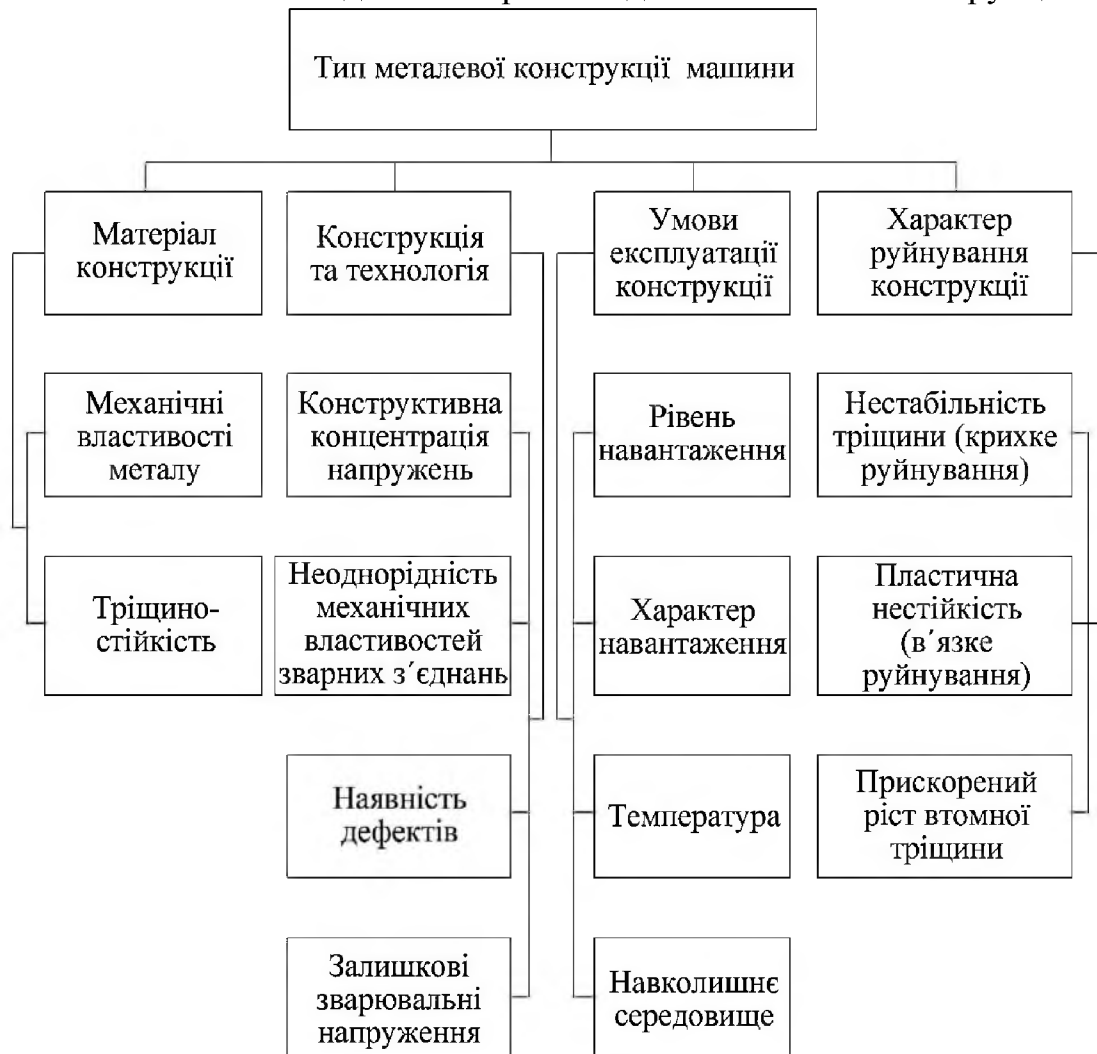 Тип металевої конструкції машини
Матеріал
конструкції
Конструкція
та технологія
Умови
експлуатації
конструкції
Характер
руйнування
конструкції
Механічні
властивості
металу
Конструктивна
концентрація
напружень
Рівень
навантаження
Нестабільність
тріщини (крихке
руйнування)
Тріщино-
стійкість
Неоднорідність
механічних
властивостей
зварних з´єднань
Характер
навантаження
Пластична
нестійкість
(в´язке
руйнування)
Наявність
дефектів
Температура
Прискорений
ріст втомної
тріщини
Залишкові
зварювальні
напруження
Навколишнє
середовище